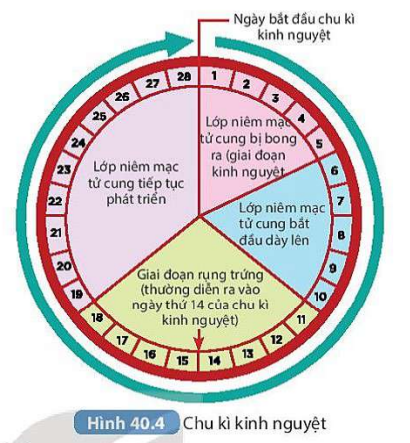 Ngày bắt đầu chu kì
kinh nguyệt
28 1 2 3 4 5 6 7 8 9 10 11 12 13 14 15 16 17 18 19 20 21 22 23 24 25 26 27
Lớp niêm mạc
tử cung bị bong
ra (giai đoạn
kinh nguyệt
Lớp niêm mạc
tử cung bắt
đầu dày lên
Giai đoạn rụng trứng
(thường diễn ra vào
ngày thứ 14 của chu kì
kinh nguyệt)
Lớp niêm mạc
tử cung tiếp tục
phát triển
Hình 40.4 Chu kì kinh nguyệt